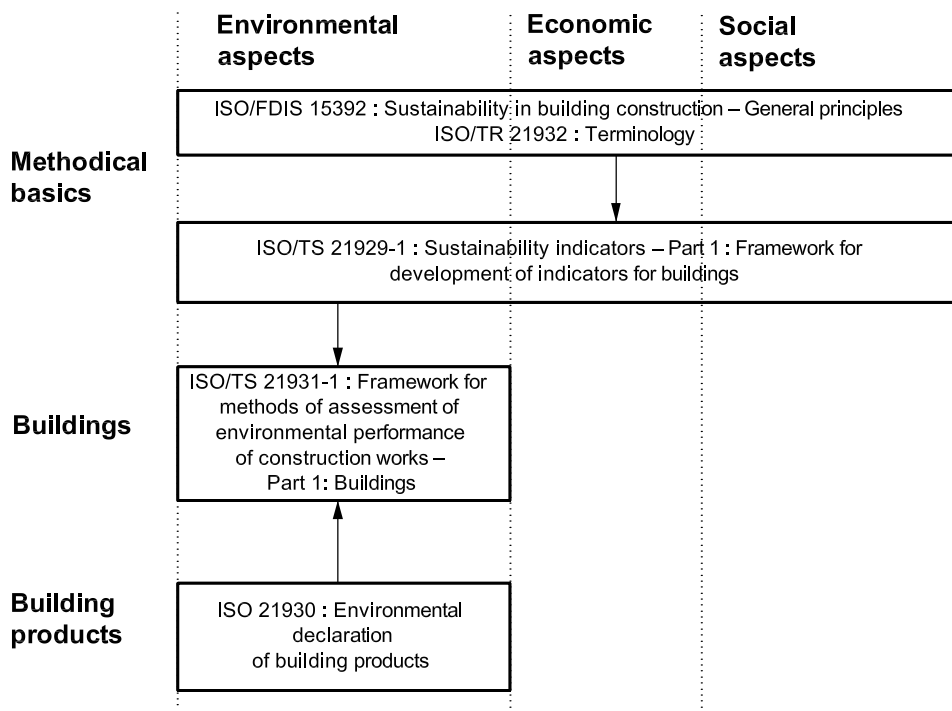 Environmental
aspects
Economic
aspects
Social
aspects
Methodical
basics
ISO/FDIS 15392 : Sustainability in building construction – General principles
ISO/TR 21932 : Terminology
ISO/TS 21929-1 : Sustainability indicators – Part 1 : Framework for
development of indicators for buildings
Buildings
ISO/TS 21931-1 : Framework for
methods of assessment of
environmental performance
of construction works –
Part 1: Buildings
Building
products
ISO 21930 : Environmental
declaration
of building products